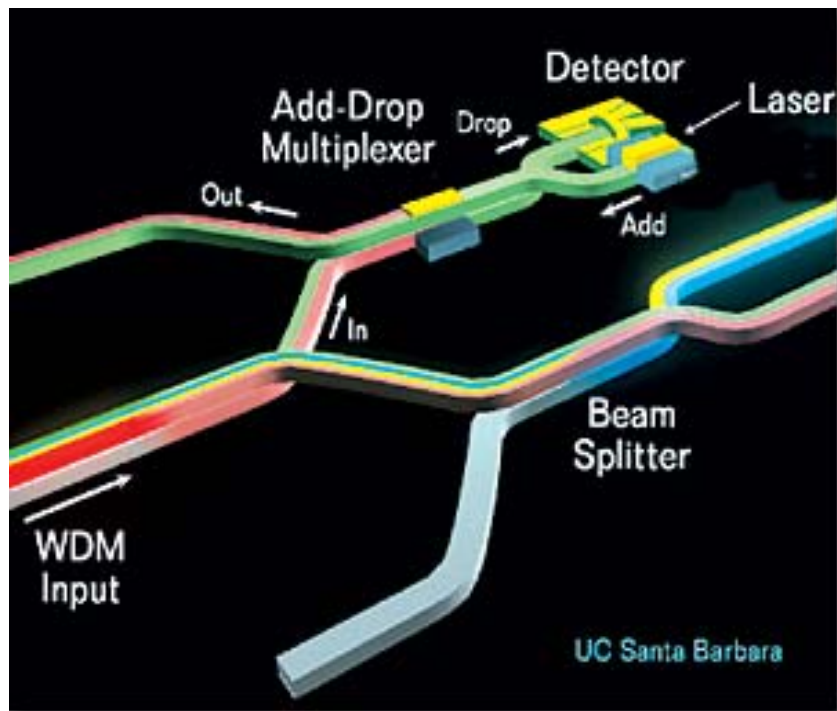 Detector
Laser
Add-Drop
Multiplexer
Drop
Out
Add
In
Beam
Splitter
WDM
Input
UC Santa Barbara